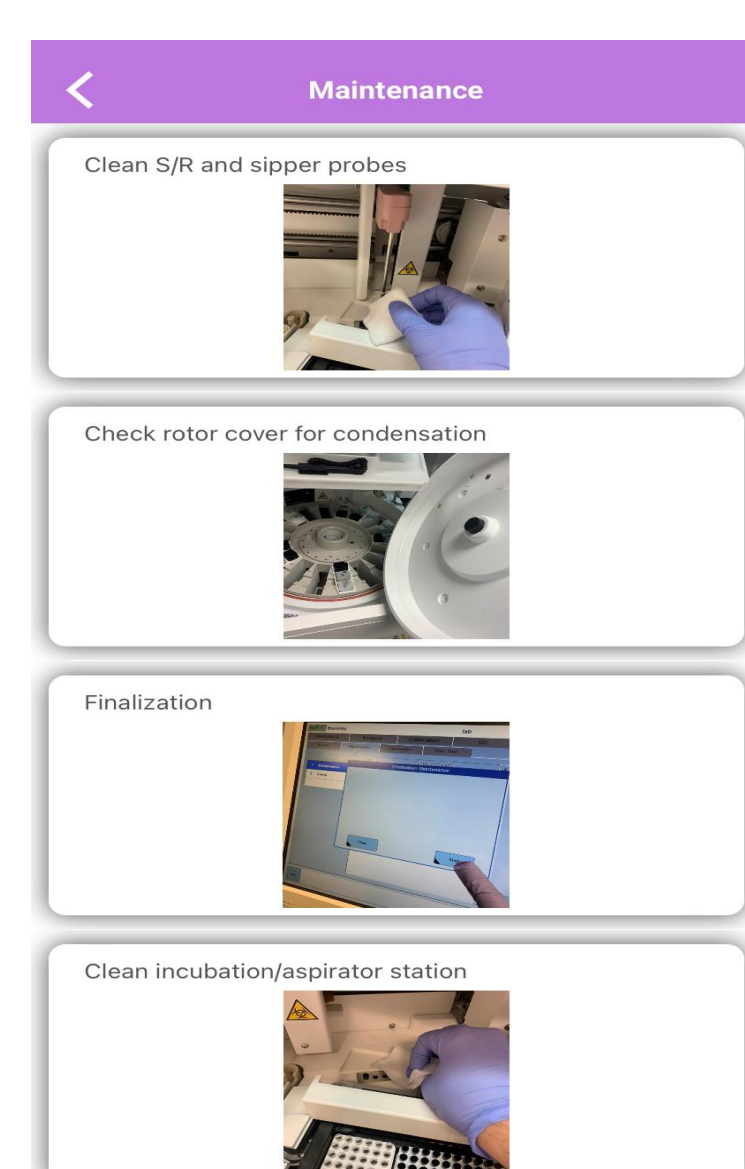 Maintenance
Clean S/R and sipper probes
Check rotor cover for condensation
Finalization
Clean incubation/aspirator station